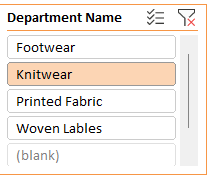 Department Name
Footwear
Knitwear
Printed Fabric
Woven Lables
(blank)